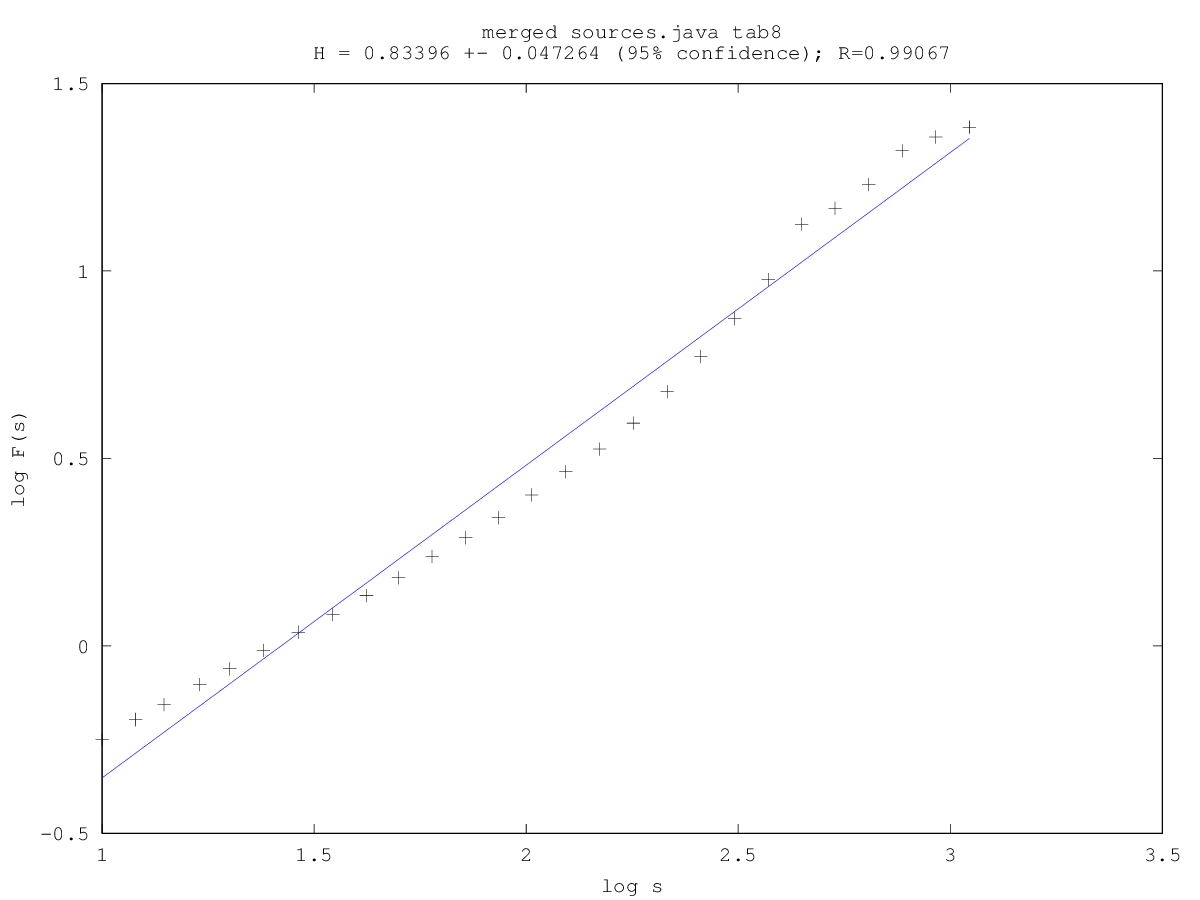 merged sources.java tab8
H = 0.83396 +- 0.047264 (95% confidence); R=0.99067
1.5
1
0.5
0
-0.5
log F(s)
1
1.5
2
2.5
3
3.5
log s